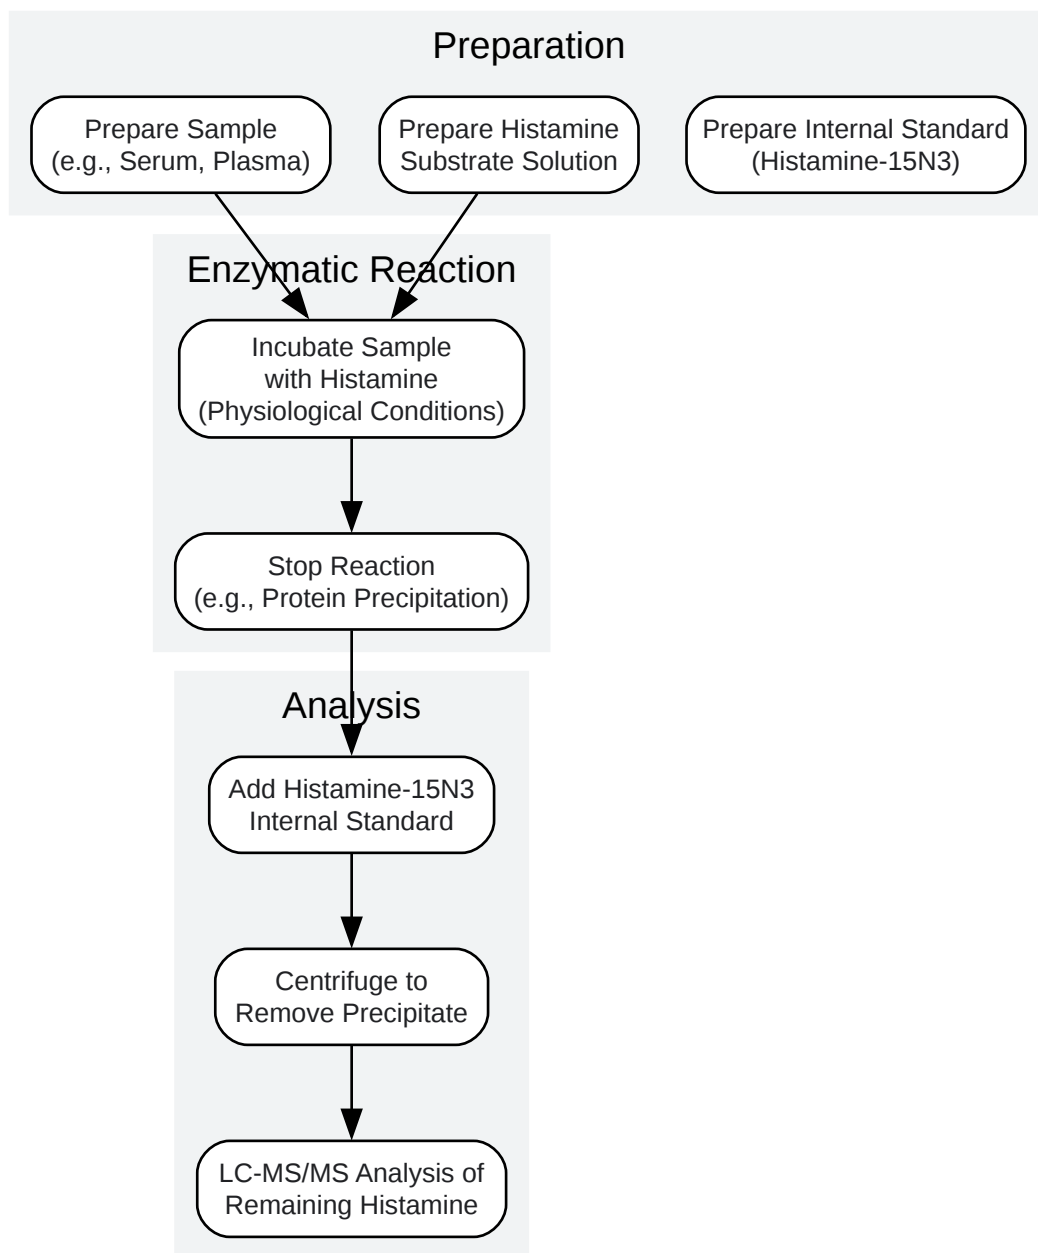 Preparation
Prepare Sample
(e.g., Serum, Plasma)
Prepare Histamine
Substrate Solution
Prepare Internal Standard
(Histamine-15N3)
Enzymatic Reaction
Incubate Sample
with Histamine
(Physiological Conditions)
Stop Reaction
(e.g., Protein Precipitation)
Analysis
Add Histamine-15N3
Internal Standard
Centrifuge to
Remove Precipitate
LC-MS/MS Analysis of
Remaining Histamine